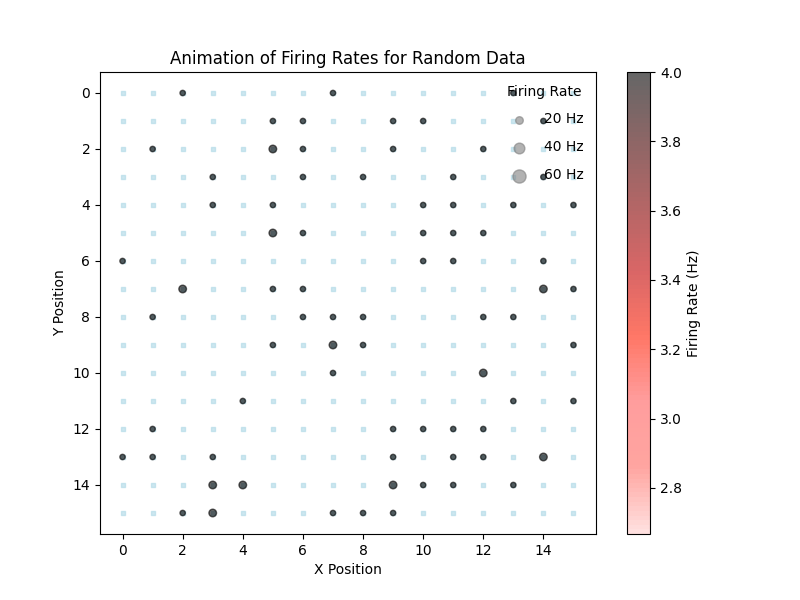 Animation of Firing Rates for Random Data
Firing Rate
20 Hz
40 Hz
60 Hz
0
2
4
6
8
10
12
14
Y Position
0 2 4 6 8 10 12 14
X Position
4.0
3.8
3.6
3.4
3.2
3.0
2.8
Firing Rate (Hz)